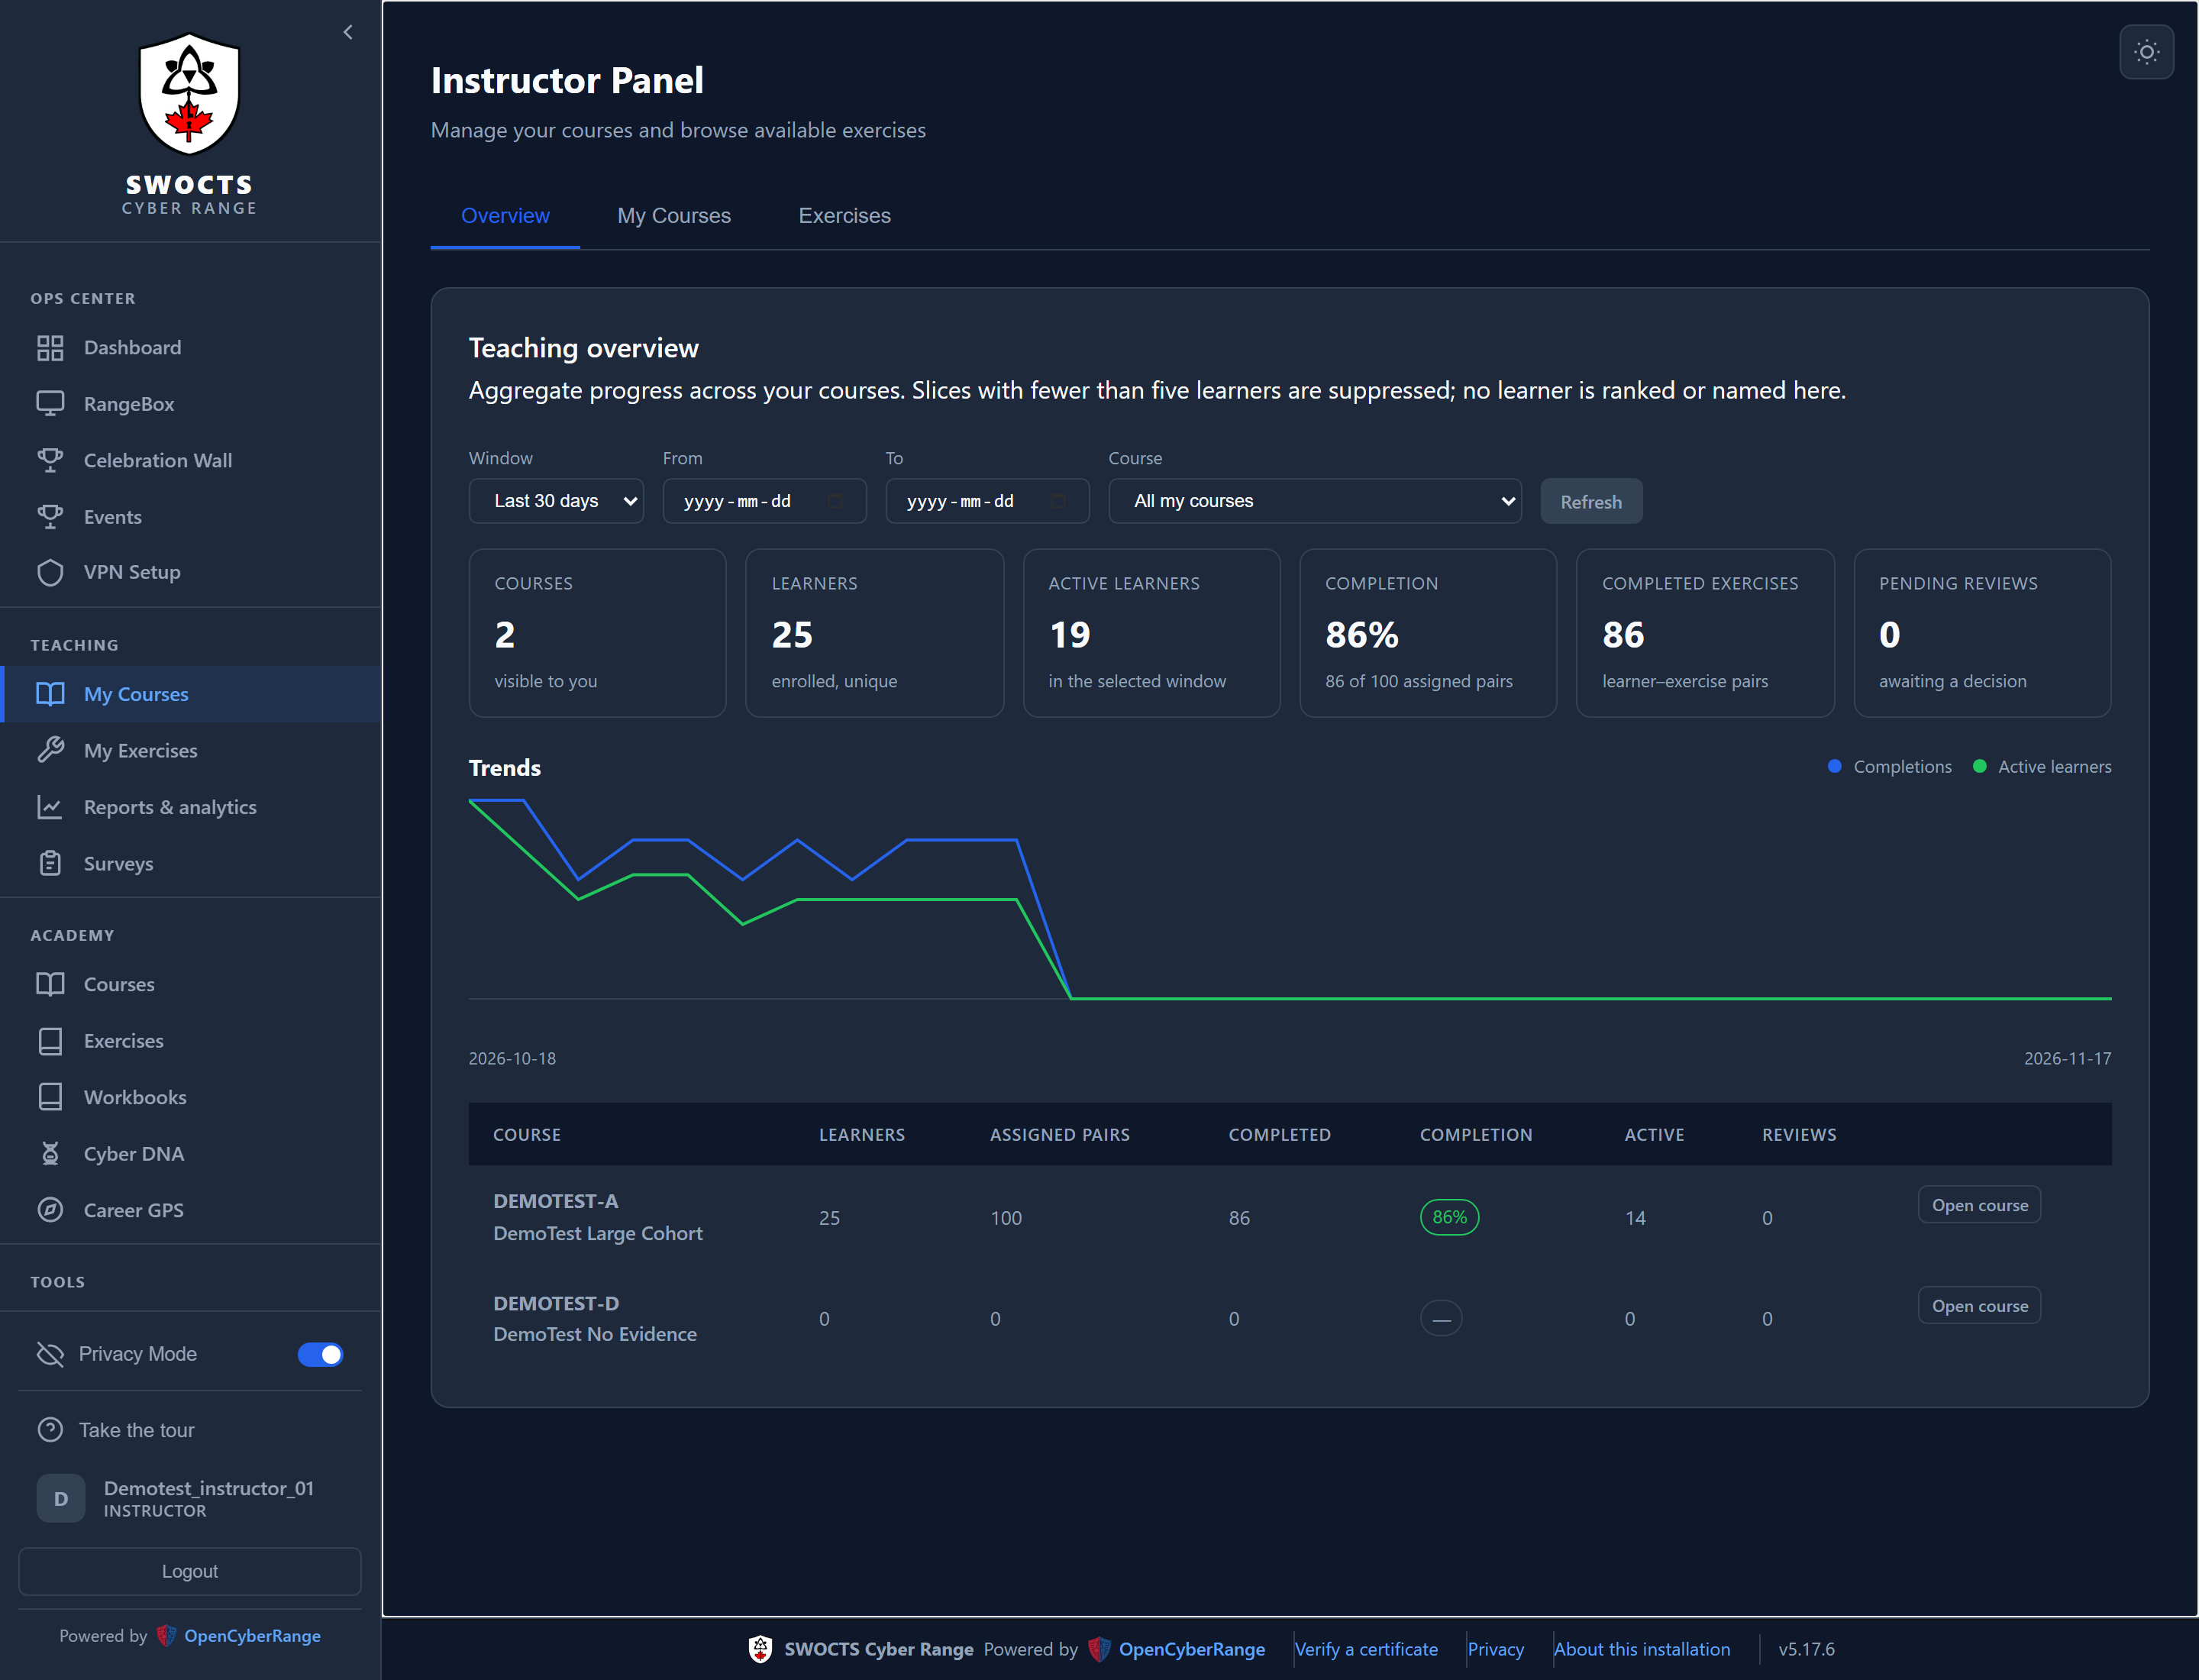 SWOCTS
CYBER RANGE
OPS CENTER
Dashboard
RangeBox
Celebration Wall
Events
VPN Setup
TEACHING
My Courses
My Exercises
Reports & analytics
Surveys
ACADEMY
Courses
Exercises
Workbooks
Cyber DNA
Career GPS
TOOLS
Privacy Mode
Take the tour
D
Demotest_instructor_01
INSTRUCTOR
Logout
Powered by OpenCyberRange
Instructor Panel
Manage your courses and browse available exercises
Overview My Courses Exercises
Teaching overview
Aggregate progress across your courses. Slices with fewer than five learners are suppressed; no learner is ranked or named here.
Window From To Course
Last 30 days yyyy-mm-dd yyyy-mm-dd All my courses Refresh
COURSES LEARNERS ACTIVE LEARNERS COMPLETION COMPLETED EXERCISES PENDING REVIEWS
2 25 19 86% 86 0
visible to you enrolled, unique in the selected window 86 of 100 assigned pairs learner–exercise pairs awaiting a decision
Trends Completions Active learners
2026-10-18 2026-11-17
COURSE LEARNERS ASSIGNED PAIRS COMPLETED COMPLETION ACTIVE REVIEWS
DEMOTEST-A
DemoTest Large Cohort
25 100 86 86% 14 0 Open course
DEMOTEST-D
DemoTest No Evidence
0 0 0 — 0 0 Open course
SWOCTS Cyber Range Powered by OpenCyberRange Verify a certificate Privacy About this installation v5.17.6